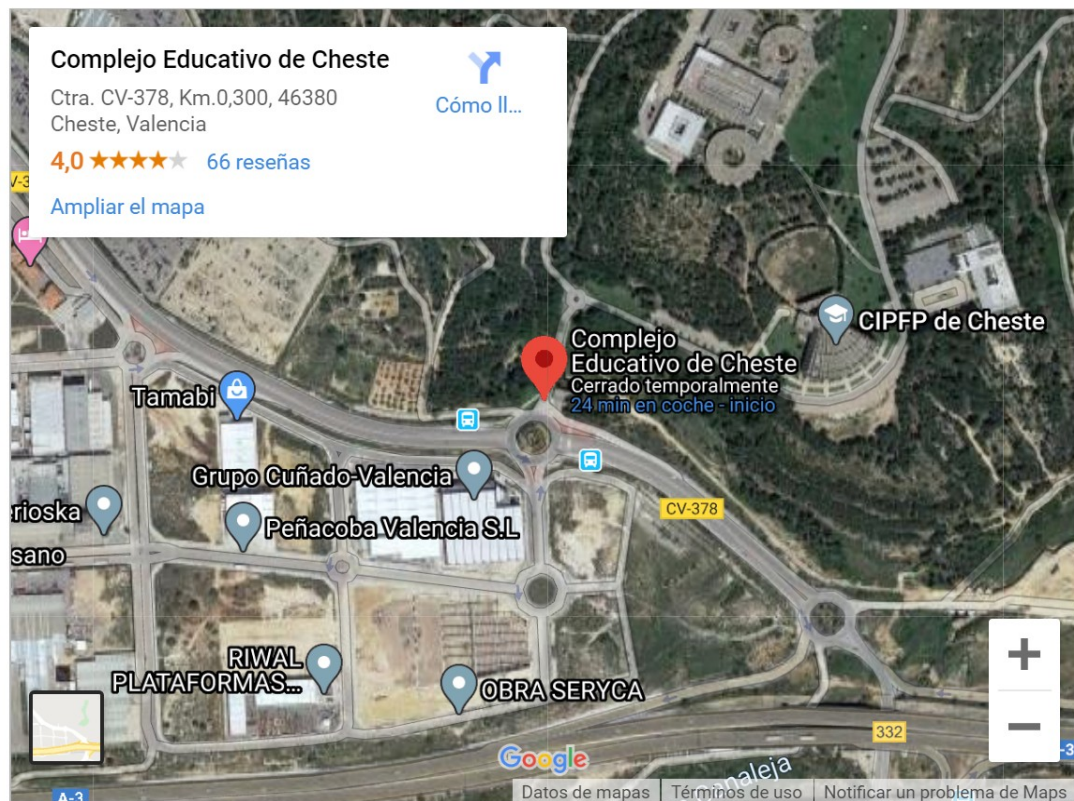 Complejo Educativo de Cheste
Ctra. CV-378, Km.0,300, 46380
Cheste, Valencia
Cómo ll...
4,0
66 reseñas
Ampliar el mapa
CIPFP de Cheste
Complejo
Educativo de Cheste
Cerrado temporalmente
24 min en coche - inicio
Tamabi
Grupo Cuñado-Valencia
Peñacoba Valencia S.L
CV-378
RIWAL
PLATAFORMAS...
OBRA SERYCA
332
A-3
Google
Datos de mapas
Términos de uso
Notificar un problema de Maps